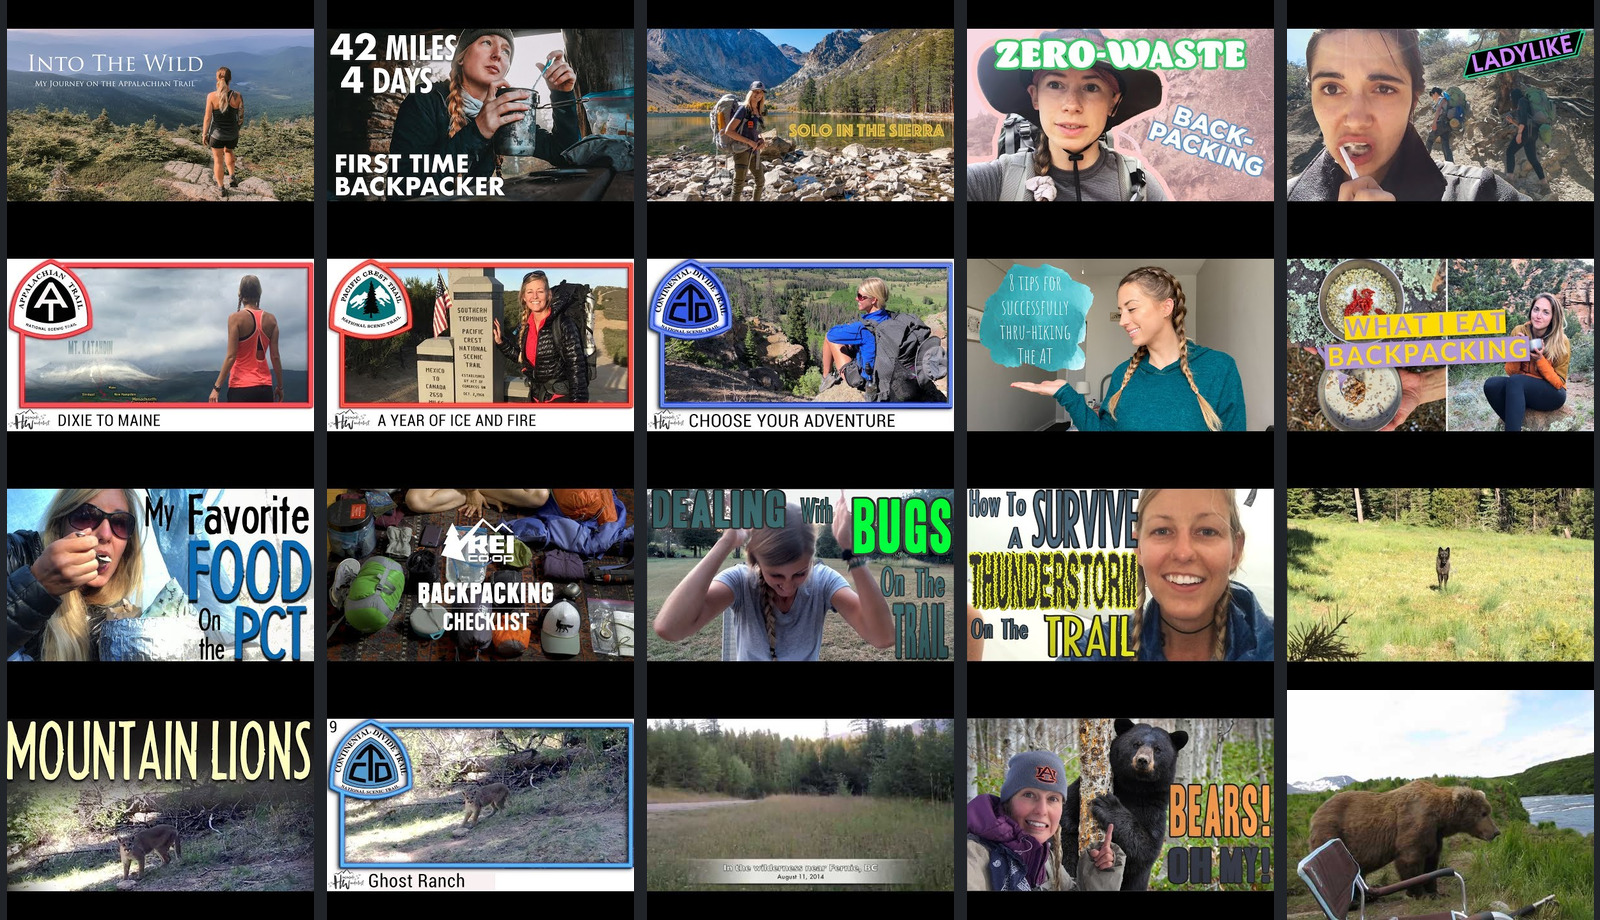 INTO THE WILD
MY JOURNEY ON THE APPALACHIAN TRAIL
42 MILES
4 DAYS
FIRST TIME
BACKPACKER
SOLO IN THE SIERRA
ZERO-WASTE
BACK-
PACKING
LADYLIKE
APPALACHIAN TRAIL
NATIONAL SCENIC TRAIL
MT. KATAHDIN
DIXIE TO MAINE
PACIFIC CREST TRAIL
NATIONAL SCENIC TRAIL
SOUTHERN
TERMINUS
PACIFIC
CREST
NATIONAL
SCENIC
TRAIL
MEXICO
TO
CANADA
2650
MILES
A YEAR OF ICE AND FIRE
CONTINENTAL DIVIDE TRAIL
NATIONAL SCENIC TRAIL
CHOOSE YOUR ADVENTURE
8 TIPS FOR
SUCCESSFULLY
THRU-HIKING
THE AT
WHAT I EAT
BACKPACKING
My Favorite
FOOD
On
the PCT
REI
CO·OP
BACKPACKING
CHECKLIST
DEALING With
BUGS
On The
TRAIL
How To
A SURVIVE
THUNDERSTORM
On The TRAIL
MOUNTAIN LIONS
9
CONTINENTAL DIVIDE TRAIL
NATIONAL SCENIC TRAIL
Ghost Ranch
In the wilderness near Fernie, BC
August 11, 2014
BEARS!
OH MY!